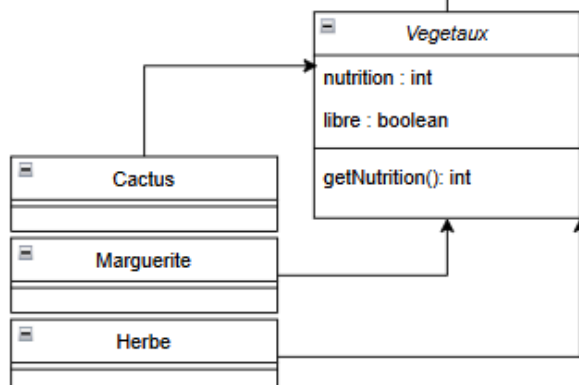 Vegetaux
nutrition : int
libre : boolean
getNutrition(): int
Cactus
Marguerite
Herbe